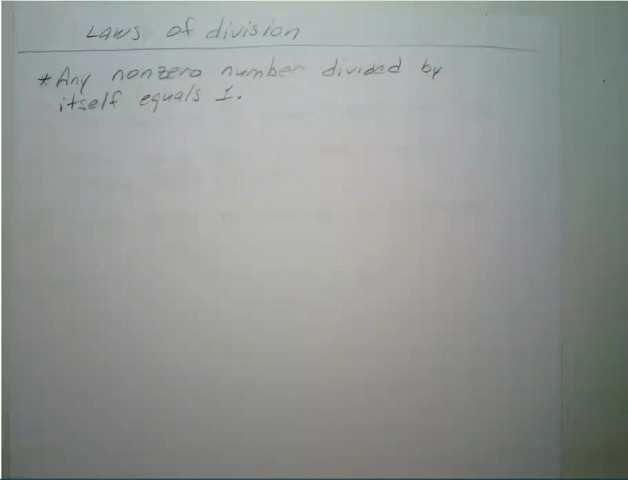 Laws of division
* Any nonzero number divided by
itself equals 1.